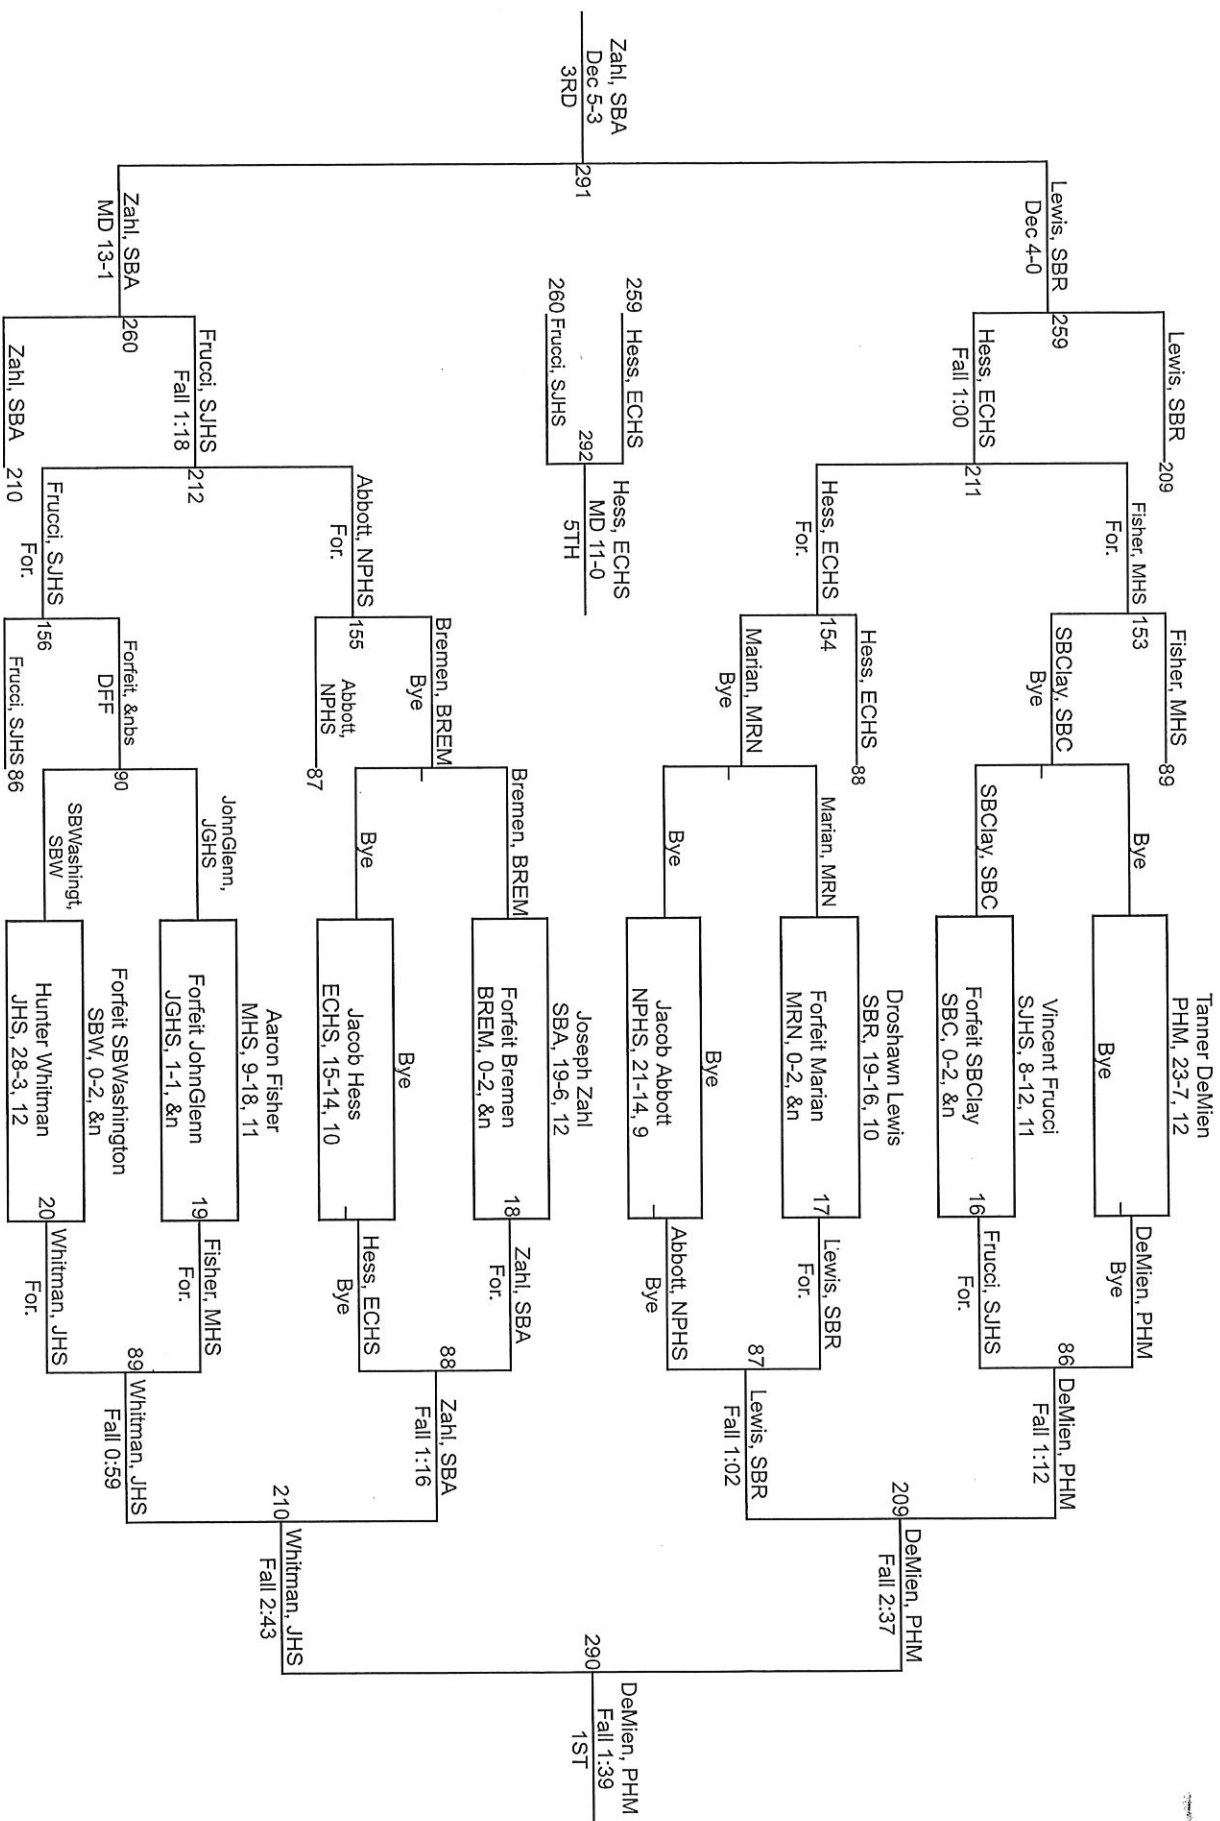 Tanner DeMien
PHM, 23-7, 12
Bye
Bye
DeMien, PHM
Bye
Vincent Frucci
SJHS, 8-12, 11
Forfeit SBClay
SBC, 0-2, &n
16
SBClay, SBC
Frucci, SJHS
For.
86
DeMien, PHM
Fall 1:12
Droshawn Lewis
SBR, 19-16, 10
Forfeit Marian
MRN, 0-2, &n
17
Marian, MRN
Lewis, SBR
For.
Bye
Jacob Abbott
NPHS, 21-14, 9
Bye
Abbott, NPHS
Bye
87
Lewis, SBR
Fall 1:02
209
DeMien, PHM
Fall 2:37
Joseph Zahl
SBA, 19-6, 12
Forfeit Bremen
BREM, 0-2, &n
18
Bremen, BREM
Zahl, SBA
For.
Bye
Jacob Hess
ECHS, 15-14, 10
Bye
Hess, ECHS
Bye
88
Zahl, SBA
Fall 1:16
Aaron Fisher
MHS, 9-18, 11
Forfeit JohnGlenn
JGHS, 1-1, &n
19
JohnGlenn,
JGHS
Fisher, MHS
For.
Forfeit SBWashington
SBW, 0-2, &n
Hunter Whitman
JHS, 28-3, 12
20
SBWashingt,
SBW
Whitman, JHS
For.
89
Whitman, JHS
Fall 0:59
210
Whitman, JHS
Fall 2:43
290
DeMien, PHM
Fall 1:39
1ST
Fisher, MHS
89
SBClay, SBC
Bye
153
Fisher, MHS
For.
Hess, ECHS
88
Marian, MRN
Bye
154
Hess, ECHS
For.
211
Hess, ECHS
Fall 1:00
Lewis, SBR
209
259
Lewis, SBR
Dec 4-0
Bremen, BREM
Bye
Abbott,
NPHS
87
155
Abbott, NPHS
For.
Forfeit, &nbs
DFF
90
Frucci, SJHS
86
156
Frucci, SJHS
For.
212
Frucci, SJHS
Fall 1:18
Zahl, SBA
210
260
Zahl, SBA
MD 13-1
291
Zahl, SBA
Dec 5-3
3RD
259 Hess, ECHS
260 Frucci, SJHS
292
Hess, ECHS
MD 11-0
5TH